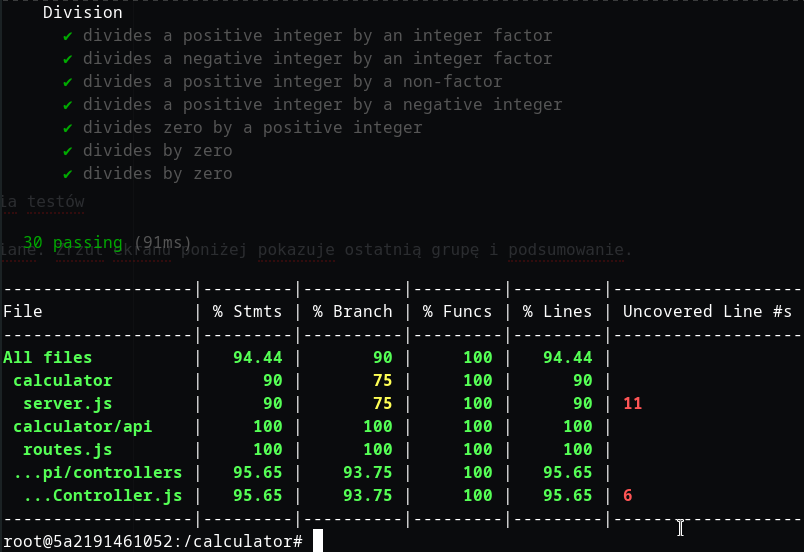 Division
✔ divides a positive integer by an integer factor
✔ divides a negative integer by an integer factor
✔ divides a positive integer by a non-factor
✔ divides a positive integer by a negative integer
✔ divides zero by a positive integer
✔ divides by zero
✔ divides by zero
ia testów
30 passing (91ms)
iane. Zrzut ekranu poniżej pokazuje ostatnią grupę i podsumowanie.
-------------------|---------|----------|---------|---------|-------------------
File | % Stmts | % Branch | % Funcs | % Lines | Uncovered Line #s
-------------------|---------|----------|---------|---------|-------------------
All files | 94.44 | 90 | 100 | 94.44 |
calculator | 90 | 75 | 100 | 90 |
server.js | 90 | 75 | 100 | 90 | 11
calculator/api | 100 | 100 | 100 | 100 |
routes.js | 100 | 100 | 100 | 100 |
...pi/controllers | 95.65 | 93.75 | 100 | 95.65 |
...Controller.js | 95.65 | 93.75 | 100 | 95.65 | 6
-------------------|---------|----------|---------|---------|-------------------
root@5a2191461052:/calculator#